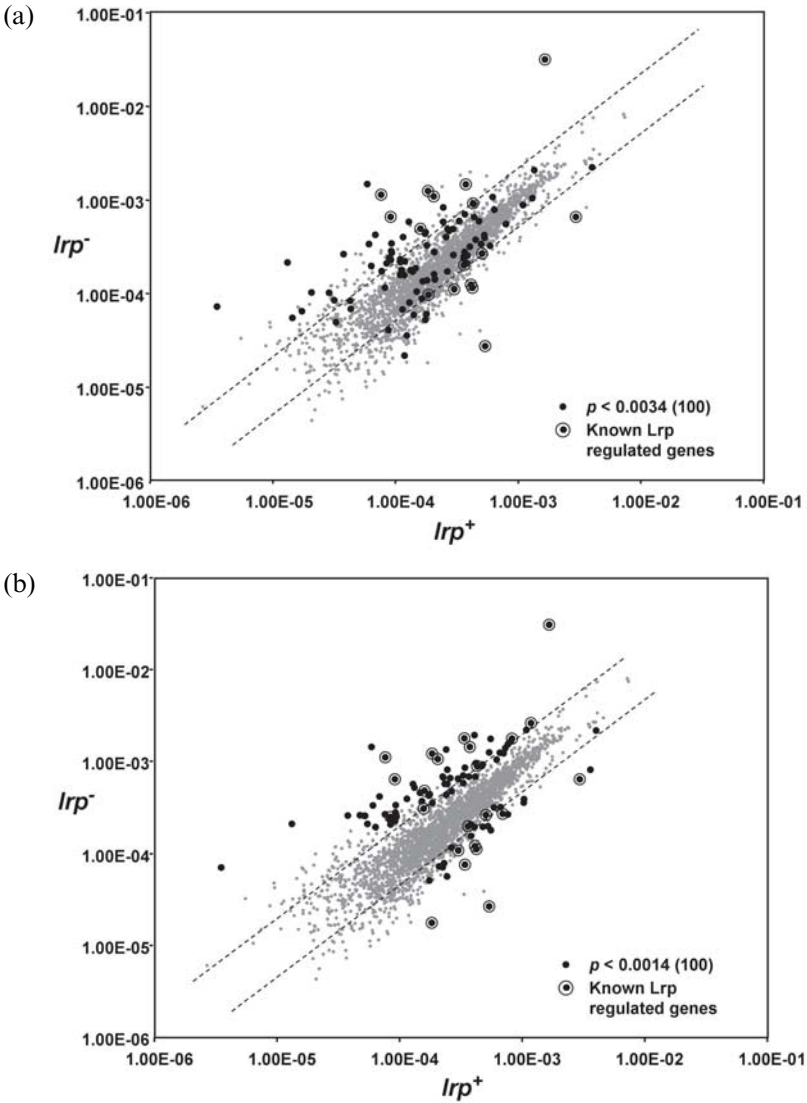 (a)
1.00E-01
1.00E-02
1.00E-03
lrp-
1.00E-04
1.00E-05
1.00E-06
p < 0.0034 (100)
Known Lrp
regulated genes
1.00E-06 1.00E-05 1.00E-04 1.00E-03 1.00E-02 1.00E-01
lrp+
(b)
1.00E-01
1.00E-02
1.00E-03
lrp-
1.00E-04
1.00E-05
1.00E-06
p < 0.0014 (100)
Known Lrp
regulated genes
1.00E-06 1.00E-05 1.00E-04 1.00E-03 1.00E-02 1.00E-01
lrp+